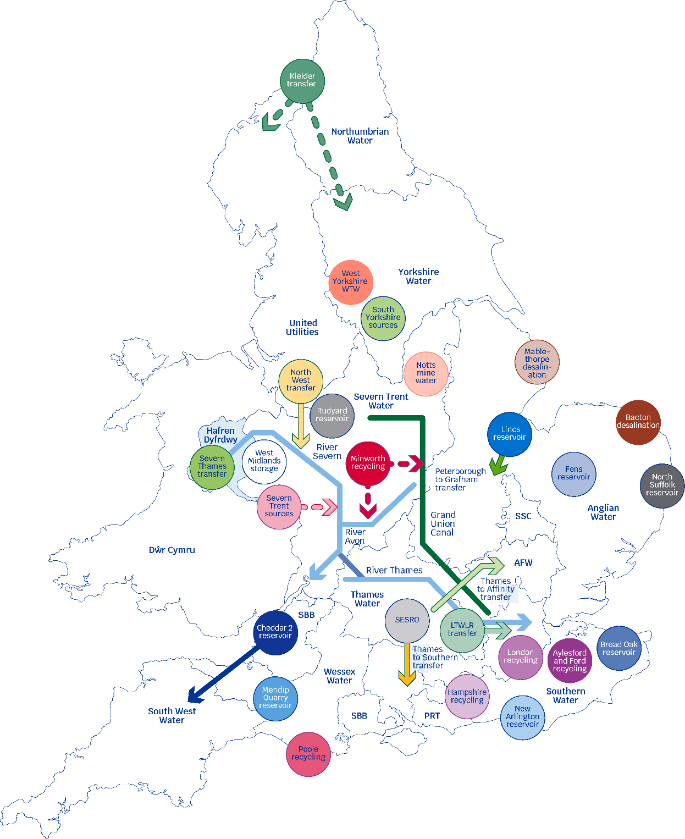 Kielder
transfer
Northumbrian
Water
West
Yorkshire
WTW
Yorkshire
Water
South
Yorkshire
sources
United
Utilities
Notts
mine
water
Mable-
thorpe
desalin-
ation
North
West
transfer
Severn Trent
Water
Rudyard
reservoir
Bacton
desalination
Lincs
reservoir
Hafren
Dyfrdwy
River
Severn
Severn
Thames
transfer
West
Midlands
storage
Minworth
recycling
Peterborough
to Grafham
transfer
Fens
reservoir
North
Suffolk
reservoir
Severn
Trent
sources
Anglian
Water
SSC
Grand
Union
Canal
River
Avon
Dŵr Cymru
AFW
River Thames
Thames
to Affinity
transfer
Thames
Water
SBB
SESRO
LTWLR
transfer
Cheddar 2
reservoir
Thames
to Southern
transfer
London
recycling
Aylesford
and Ford
recycling
Broad Oak
reservoir
Wessex
Water
Mendip
Quarry
reservoir
Hampshire
recycling
Southern
Water
South West
Water
SBB
PRT
New
Arlington
reservoir
Poole
recycling